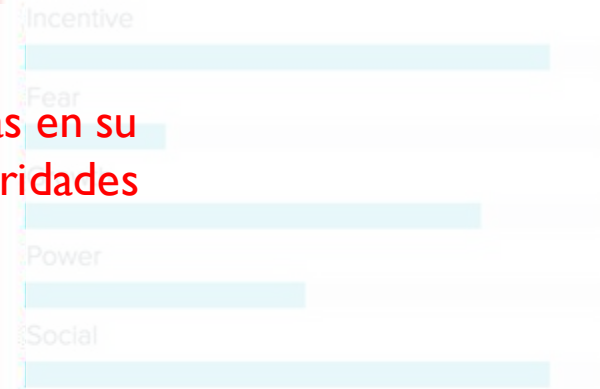 Incentive
Fear
as en su
ridades
Power
Social